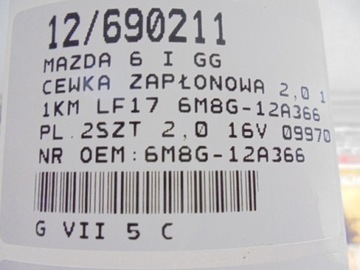 12/690211
MAZDA 6 I GG
CEWKA ZAPŁONOWA 2,0 1
1KM LF17 6M8G-12A366
PL.2SZT 2,0 16V 09970
NR OEM:6M8G-12A366
G VII 5 C